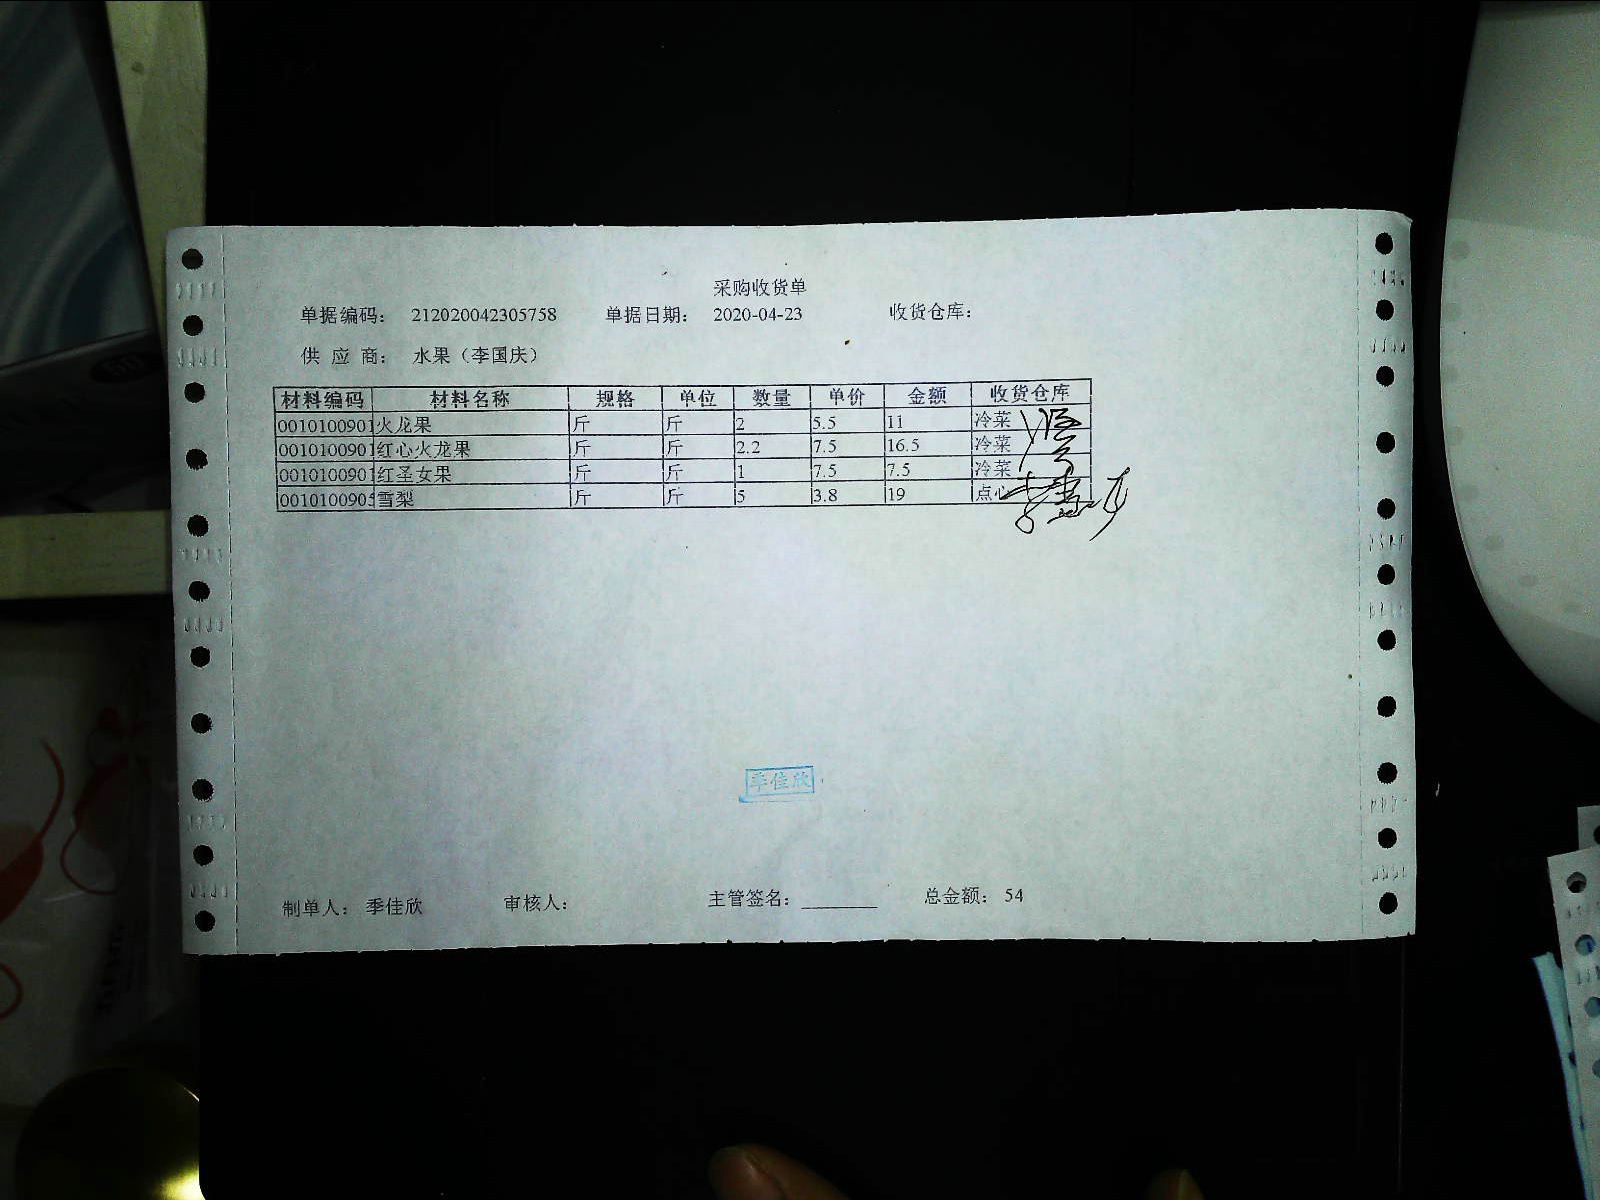 采购收货单
单据编码： 212020042305758 单据日期： 2020-04-23 收货仓库：
供 应 商： 水果（李国庆）
材料编码 材料名称 规格 单位 数量 单价 金额 收货仓库
0010100901 火龙果 斤 斤 2 5.5 11 冷菜
0010100901 红心火龙果 斤 斤 2.2 7.5 16.5 冷菜
0010100901 红圣女果 斤 斤 1 7.5 7.5 冷菜
001010090 雪梨 斤 斤 5 3.8 19 点心
季佳欣
制单人： 季佳欣 审核人： 主管签名： 总金额： 54